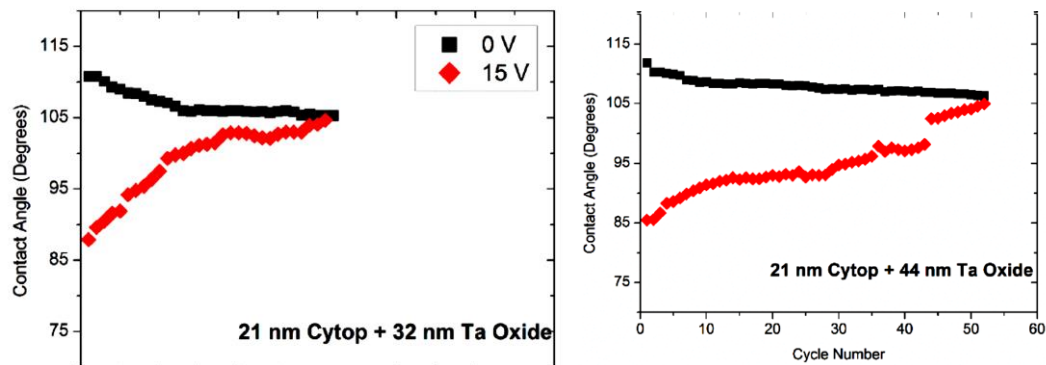 115
105
95
85
75
Contact Angle (Degrees)
0 V
15 V
21 nm Cytop + 32 nm Ta Oxide
115
105
95
85
75
Contact Angle (Degrees)
21 nm Cytop + 44 nm Ta Oxide
0 10 20 30 40 50 60
Cycle Number